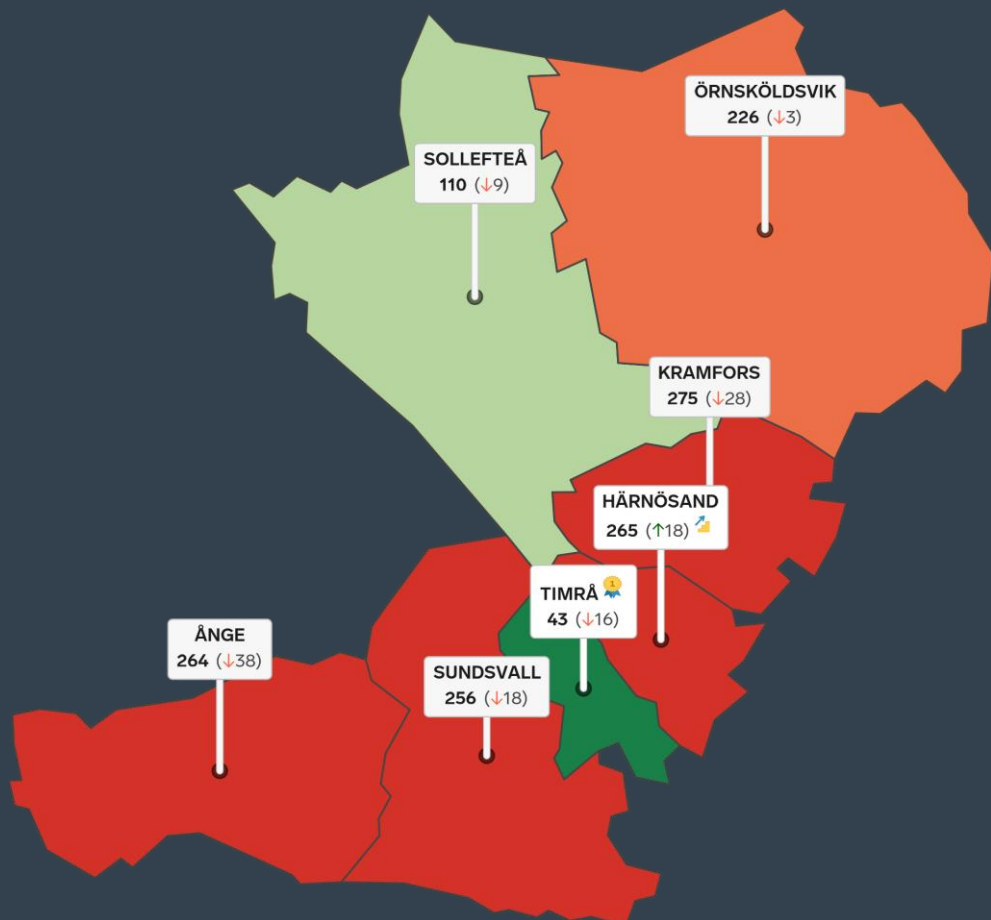 ÖRNSKÖLDSVIK
226 (↓3)
SOLLEFTEÅ
110 (↓9)
KRAMFORS
275 (↓28)
HÄRNÖSAND
265 (↑18)
TIMRÅ 1
43 (↓16)
ÅNGE
264 (↓38)
SUNDSVALL
256 (↓18)